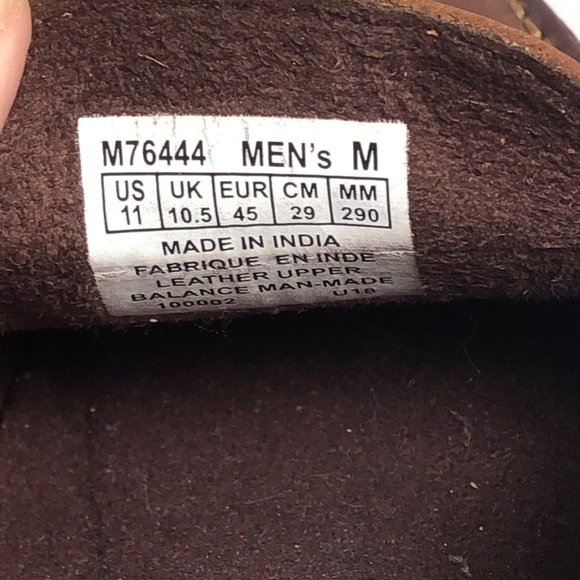 M76444 MEN's M
US UK EUR CM MM
11 10.5 45 29 290
MADE IN INDIA
FABRIQUE EN INDE
LEATHER UPPER
BALANCE MAN-MADE
100002 U18